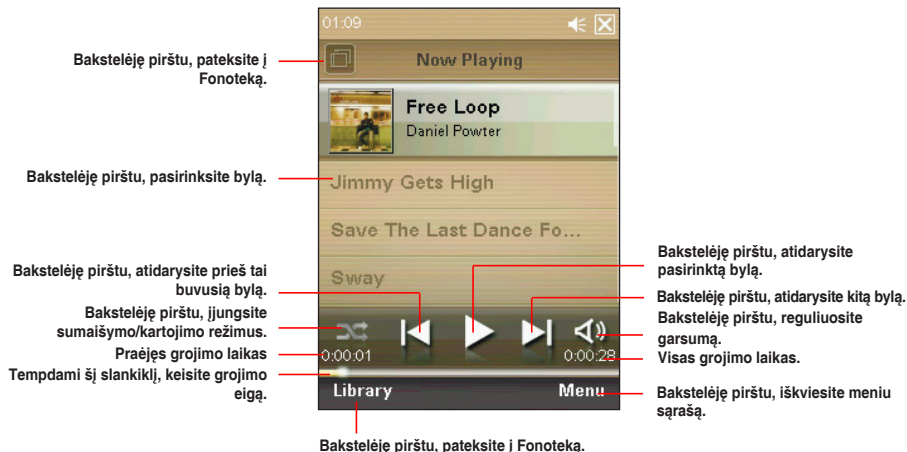 01:09
Bakstelėję pirštu, pateksite į
Fonoteką.
Now Playing
Free Loop
Daniel Powter
Bakstelėję pirštu, pasirinksite bylą.
Jimmy Gets High
Save The Last Dance Fo...
Sway
Bakstelėję pirštu, atidarysite prieš tai
buvusią bylą.
Bakstelėję pirštu, įjungsite
sumaišymo/kartojimo režimus.
Praėjęs grojimo laikas
Tempdami šį slankiklį, keisite grojimo
eigą.
Bakstelėję pirštu, atidarysite
pasirinktą bylą.
Bakstelėję pirštu, atidarysite kitą bylą.
Bakstelėję pirštu, reguliuosite
garsumą.
Visas grojimo laikas.
0:00:01
0:00:28
Library
Menu
Bakstelėję pirštu, iškviesite meniu
sąrašą.
Bakstelėję pirštu, pateksite į Fonoteką.